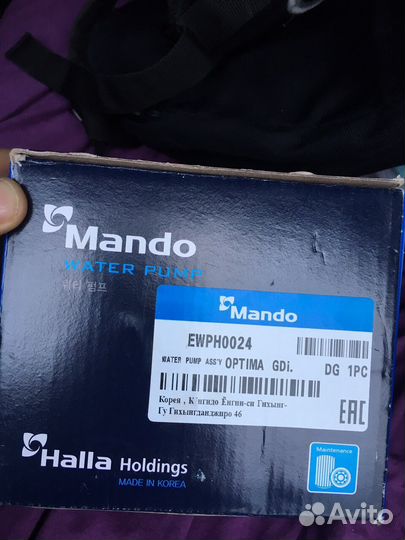 Mando
WATER PUMP
워터 펌프
Mando
EWPH0024
WATER PUMP ASS'Y OPTIMA GDi. DG 1PC
Корея , Кёнгидо Ёнгин-си Гихынг-
Гу Гихынгданджиро 46
EAC
Halla Holdings
MADE IN KOREA
Maintenance
Avito